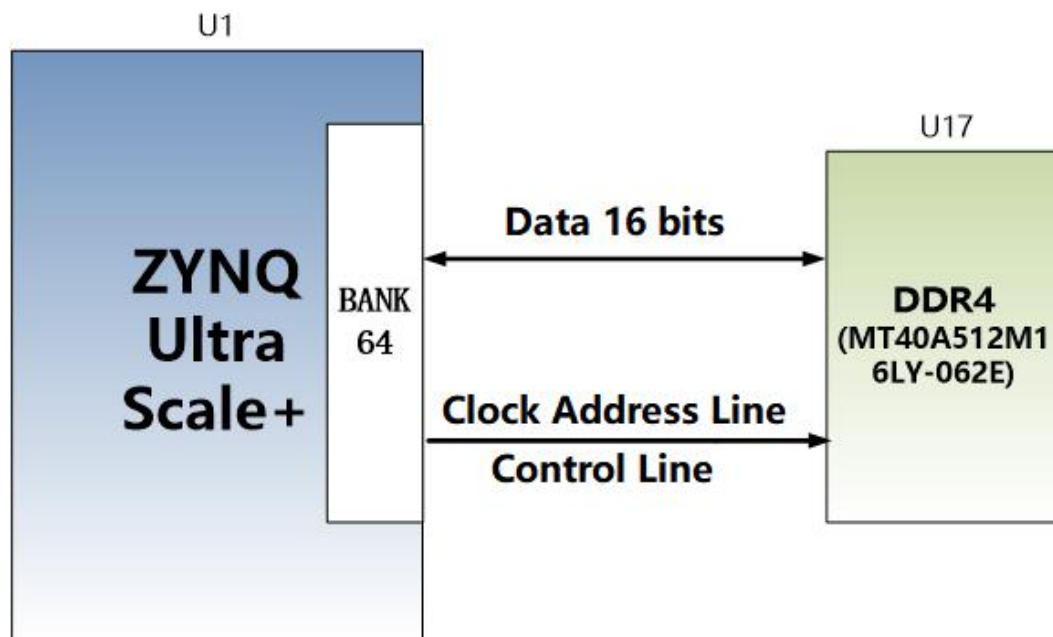 U1
U17
ZYNQ
Ultra
Scale+
BANK
64
Data 16 bits
Clock Address Line
Control Line
DDR4
(MT40A512M1
6LY-062E)